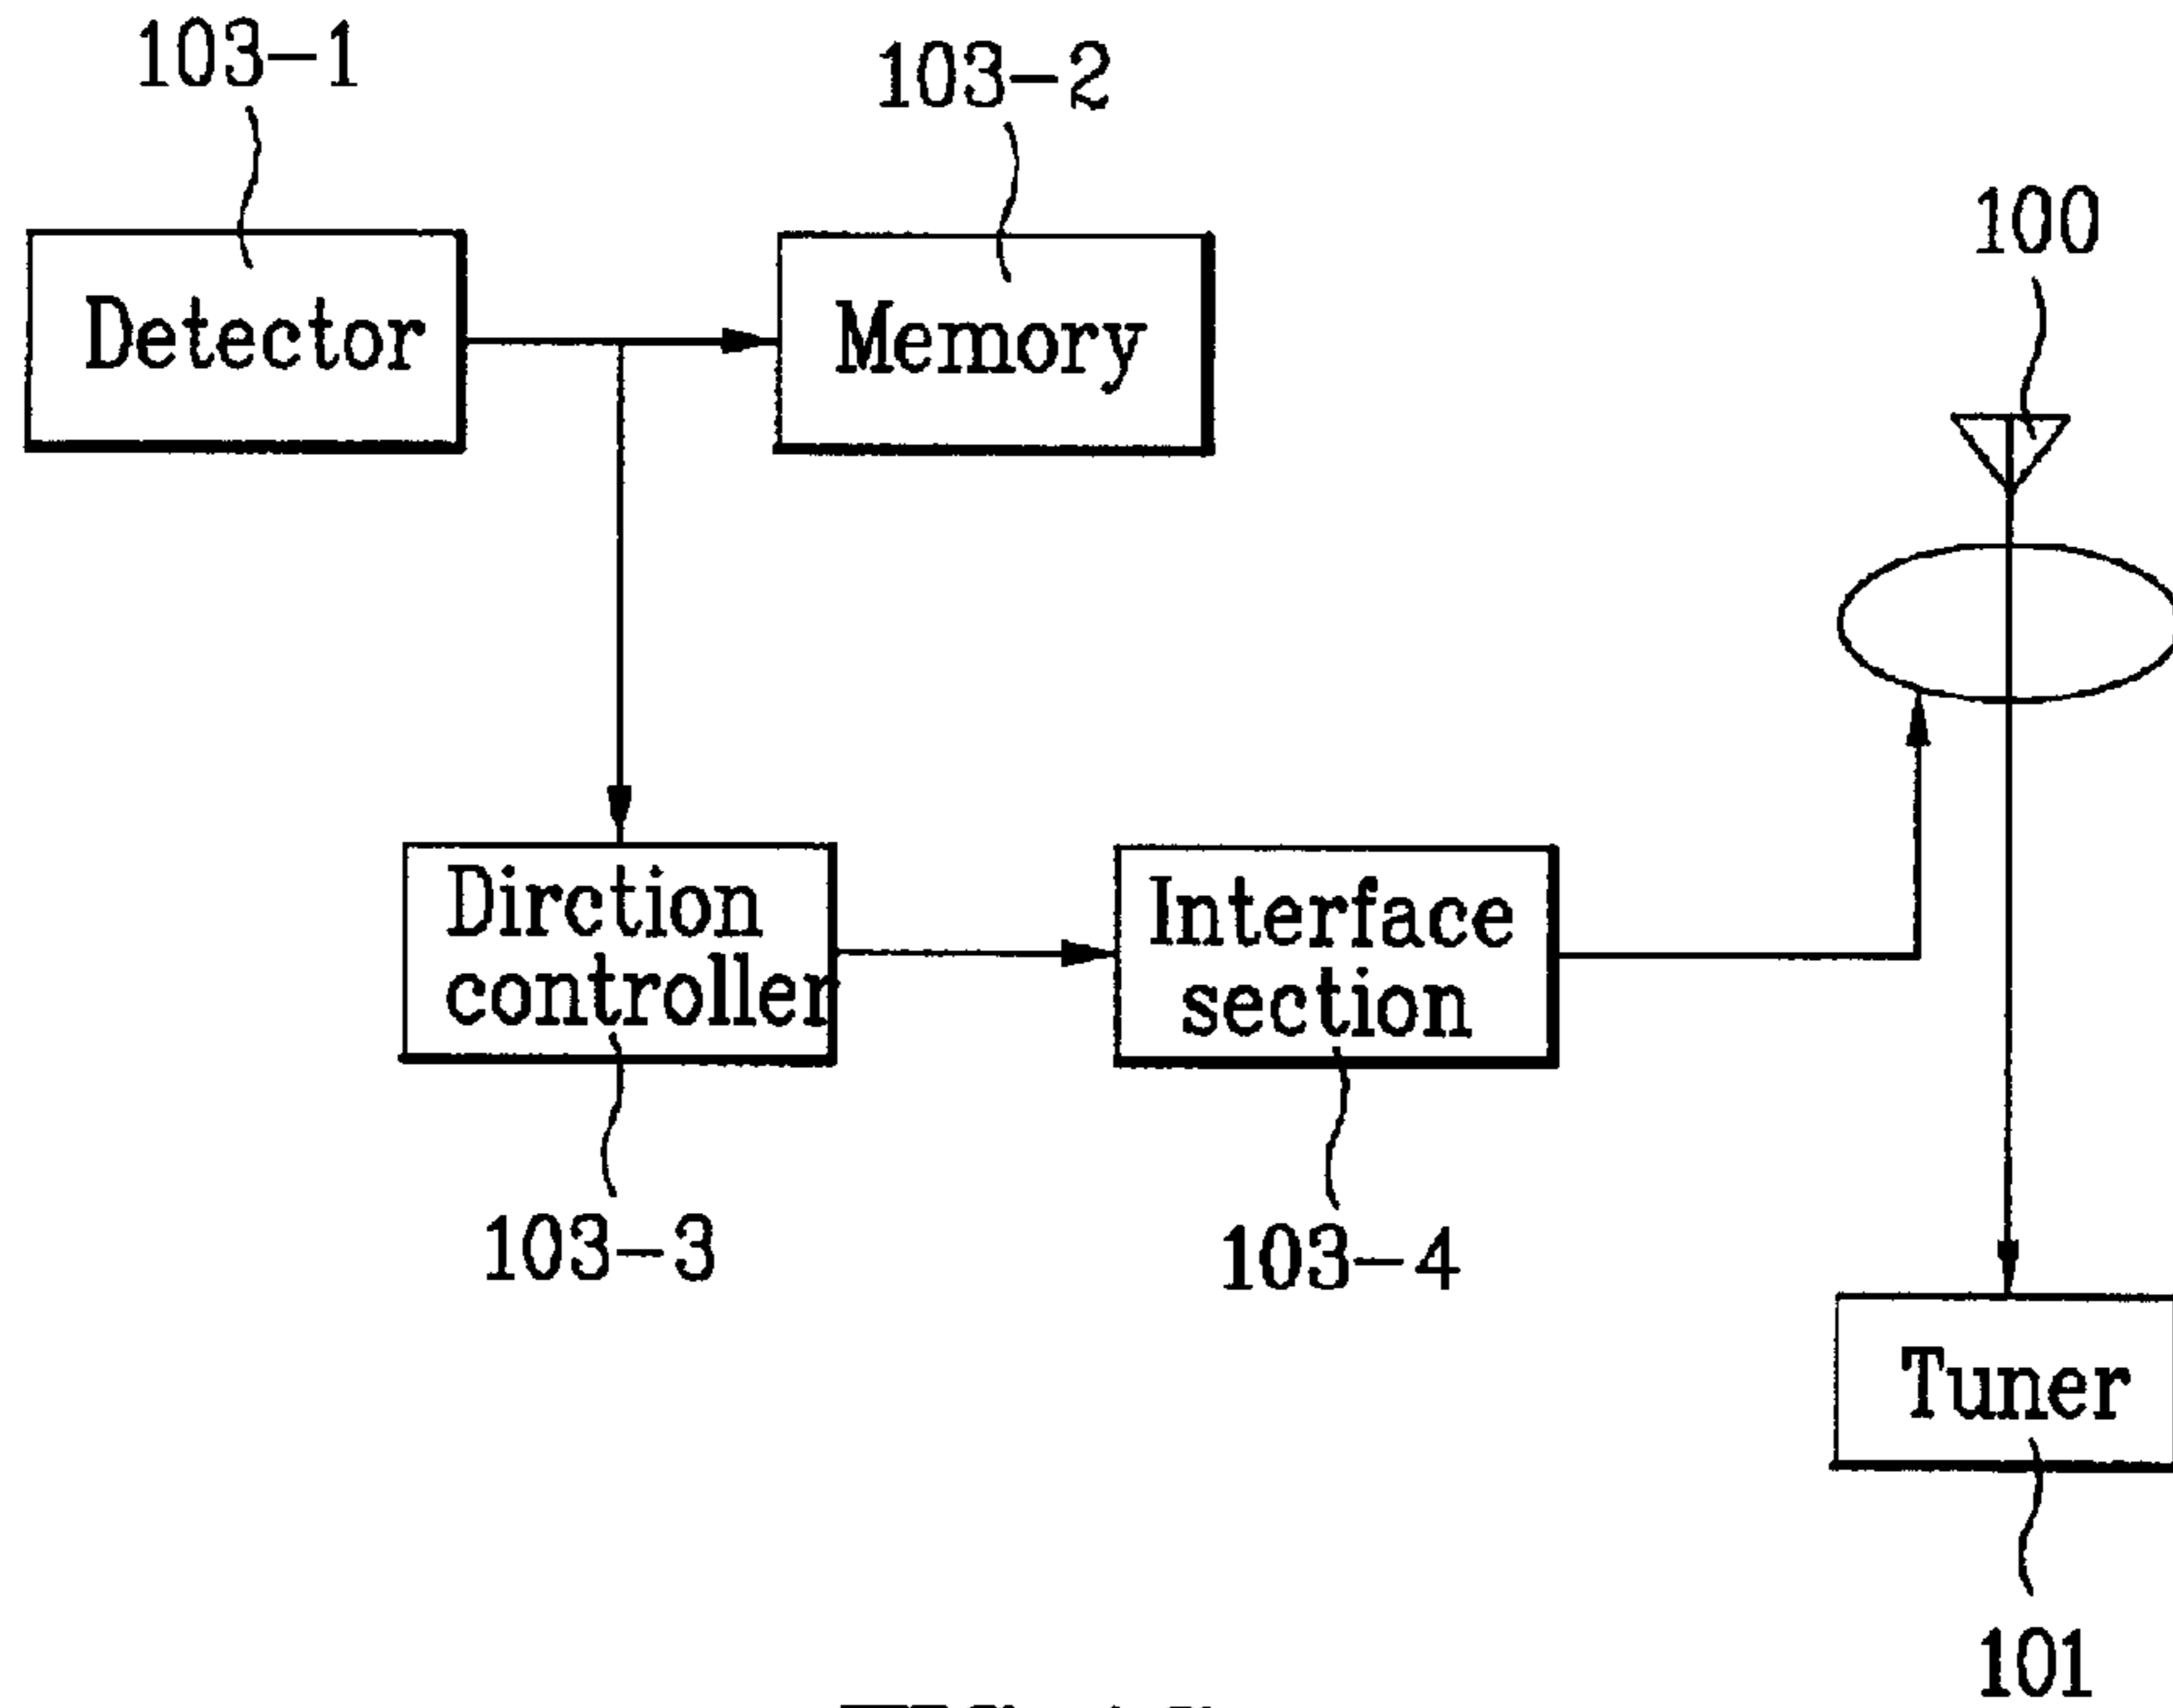 103-1
103-2
100
Detector
Memory
Dirction
controller
Interface
section
103-3
103-4
Tuner
101